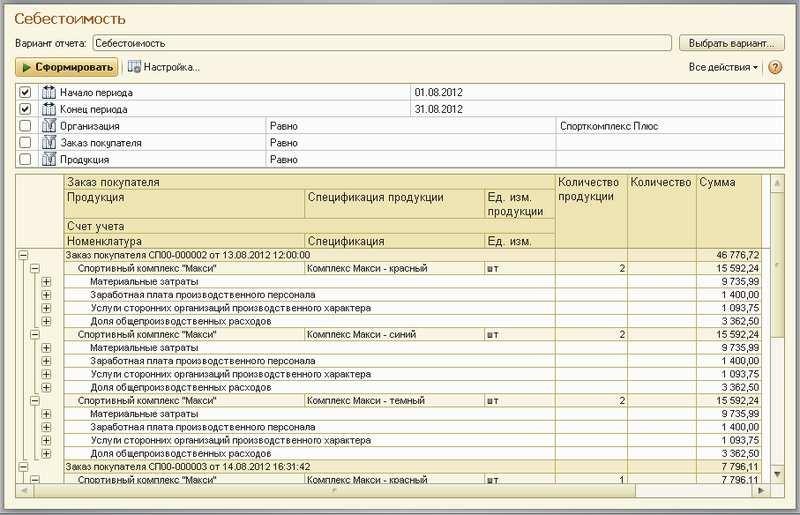 Себестоимость
Вариант отчета: Себестоимость Выбрать вариант...
Сформировать Настройка... Все действия ?
Начало периода 01.08.2012
Конец периода 31.08.2012
Организация Равно Спорткомплекс Плюс
Заказ покупателя Равно
Продукция Равно
Заказ покупателя Количество продукции Количество Сумма
Продукция Спецификация продукции Ед. изм. продукции
Счет учета
Номенклатура Спецификация Ед. изм.
Заказ покупателя СП00-000002 от 13.08.2012 12:00:00 46 776,72
Спортивный комплекс "Макси" Комплекс Макси - красный шт 2 15 592,24
Материальные затраты 9 735,99
Заработная плата производственного персонала 1 400,00
Услуги сторонних организаций производственного характера 1 093,75
Доля общепроизводственных расходов 3 362,50
Спортивный комплекс "Макси" Комплекс Макси - синий шт 2 15 592,24
Материальные затраты 9 735,99
Заработная плата производственного персонала 1 400,00
Услуги сторонних организаций производственного характера 1 093,75
Доля общепроизводственных расходов 3 362,50
Спортивный комплекс "Макси" Комплекс Макси - темный шт 2 15 592,24
Материальные затраты 9 735,99
Заработная плата производственного персонала 1 400,00
Услуги сторонних организаций производственного характера 1 093,75
Доля общепроизводственных расходов 3 362,50
Заказ покупателя СП00-000003 от 14.08.2012 16:31:42 7 796,11
Спортивный комплекс "Макси" Комплекс Макси - красный шт 1 7 796,11